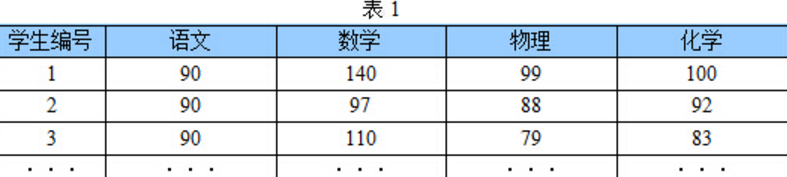 表 1
学生编号 语文 数学 物理 化学
1 90 140 99 100
2 90 97 88 92
3 90 110 79 83
. . . . . . . . . . . . . . .